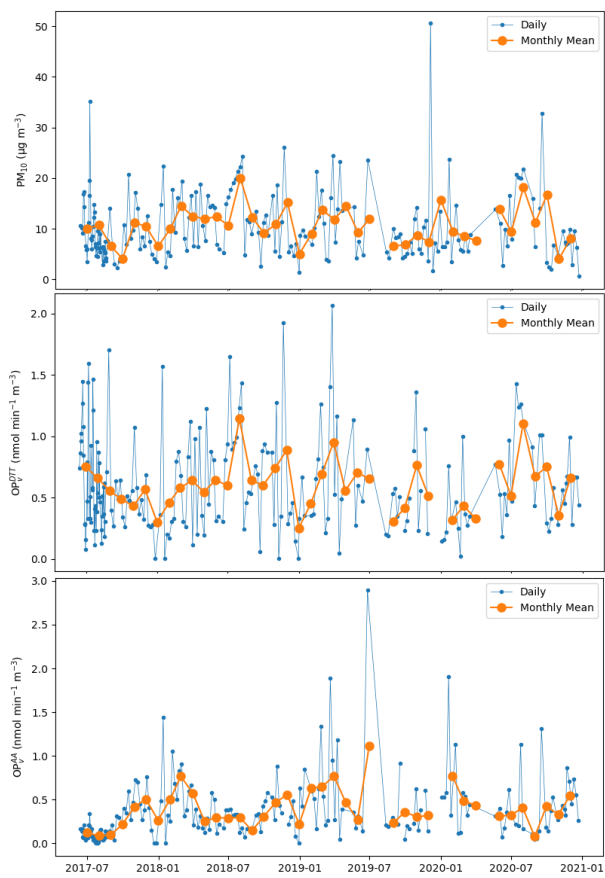 PM₁₀ (µg m⁻³)
50
40
30
20
10
0
Daily
Monthly Mean
OPᵥᴰᵀᵀ (nmol min⁻¹ m⁻³)
2.0
1.5
1.0
0.5
0.0
Daily
Monthly Mean
OPᵥᴬᴬ (nmol min⁻¹ m⁻³)
3.0
2.5
2.0
1.5
1.0
0.5
0.0
Daily
Monthly Mean
2017-07 2018-01 2018-07 2019-01 2019-07 2020-01 2020-07 2021-01